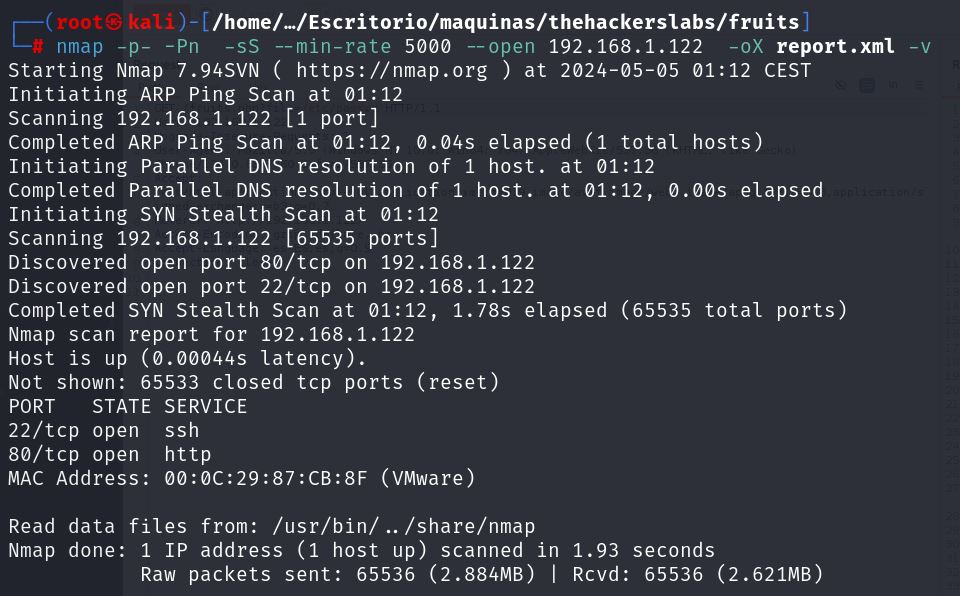 ┌──(root㉿kali)-[/home/…/Escritorio/maquinas/thehackerslabs/fruits]
└─# nmap -p- -Pn  -sS --min-rate 5000 --open 192.168.1.122  -oX report.xml -v
Starting Nmap 7.94SVN ( https://nmap.org ) at 2024-05-05 01:12 CEST
Initiating ARP Ping Scan at 01:12
Scanning 192.168.1.122 [1 port]
Completed ARP Ping Scan at 01:12, 0.04s elapsed (1 total hosts)
Initiating Parallel DNS resolution of 1 host. at 01:12
Completed Parallel DNS resolution of 1 host. at 01:12, 0.00s elapsed
Initiating SYN Stealth Scan at 01:12
Scanning 192.168.1.122 [65535 ports]
Discovered open port 80/tcp on 192.168.1.122
Discovered open port 22/tcp on 192.168.1.122
Completed SYN Stealth Scan at 01:12, 1.78s elapsed (65535 total ports)
Nmap scan report for 192.168.1.122
Host is up (0.00044s latency).
Not shown: 65533 closed tcp ports (reset)
PORT   STATE SERVICE
22/tcp open  ssh
80/tcp open  http
MAC Address: 00:0C:29:87:CB:8F (VMware)

Read data files from: /usr/bin/../share/nmap
Nmap done: 1 IP address (1 host up) scanned in 1.93 seconds
           Raw packets sent: 65536 (2.884MB) | Rcvd: 65536 (2.621MB)